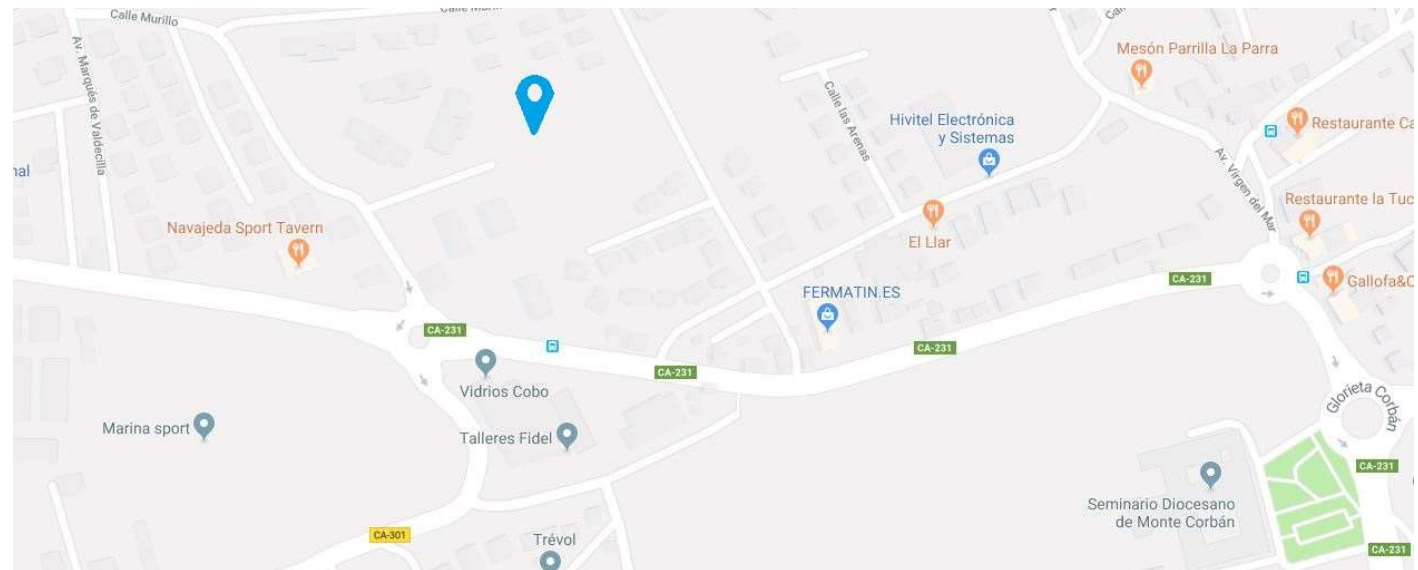 Calle Murillo
Av. Marqués de Valdecilla
Mesón Parrilla La Parra
Calle las Arenas
Hivitel Electrónica
y Sistemas
Restaurante Ca
Av. Virgen del Mar
nal
Restaurante la Tuc
Navajeda Sport Tavern
El Llar
Gallofa&C
FERMATIN.ES
CA-231
CA-231
CA-231
CA-231
Vidrios Cobo
Glorieta Corbán
Marina sport
Talleres Fidel
CA-231
Seminario Diocesano
de Monte Corbán
CA-301
Trévol
CA-231